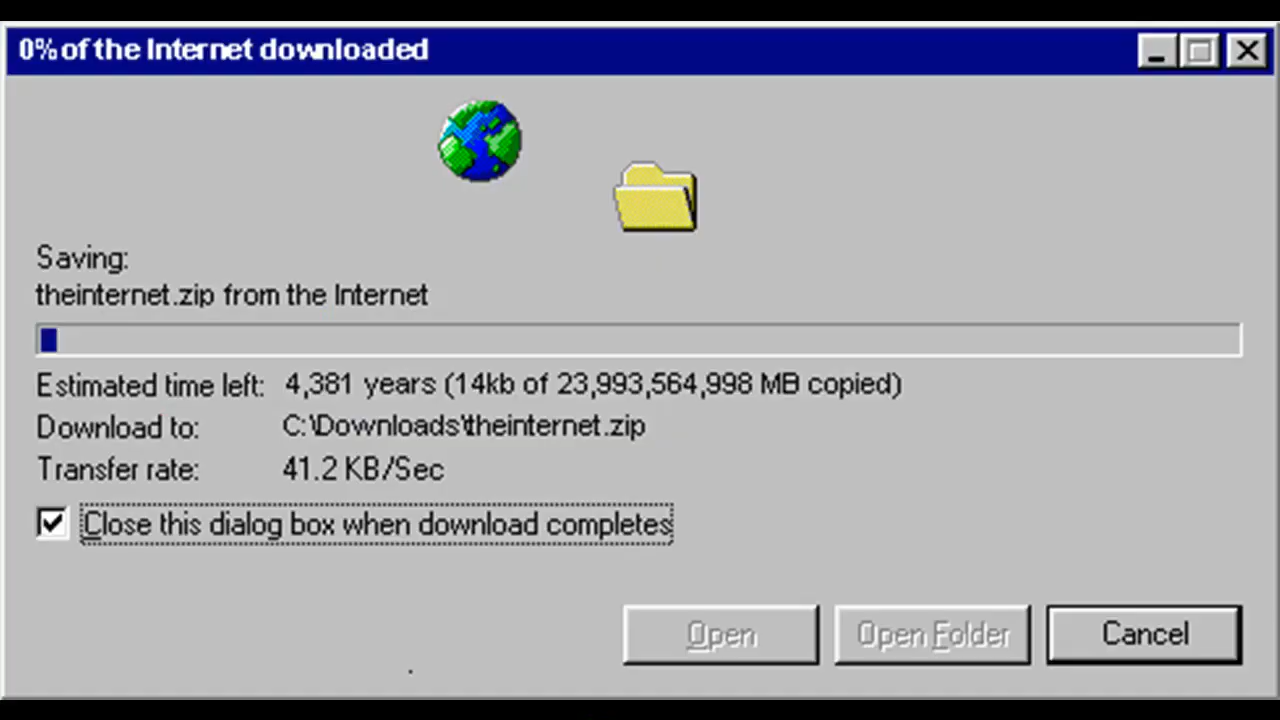 0% of the Internet downloaded
Saving:
theinternet.zip from the Internet
Estimated time left: 4,381 years (14kb of 23,993,564,998 MB copied)
Download to: C:\Downloads\theinternet.zip
Transfer rate: 41.2 KB/Sec
Close this dialog box when download completes
Open Open Folder Cancel